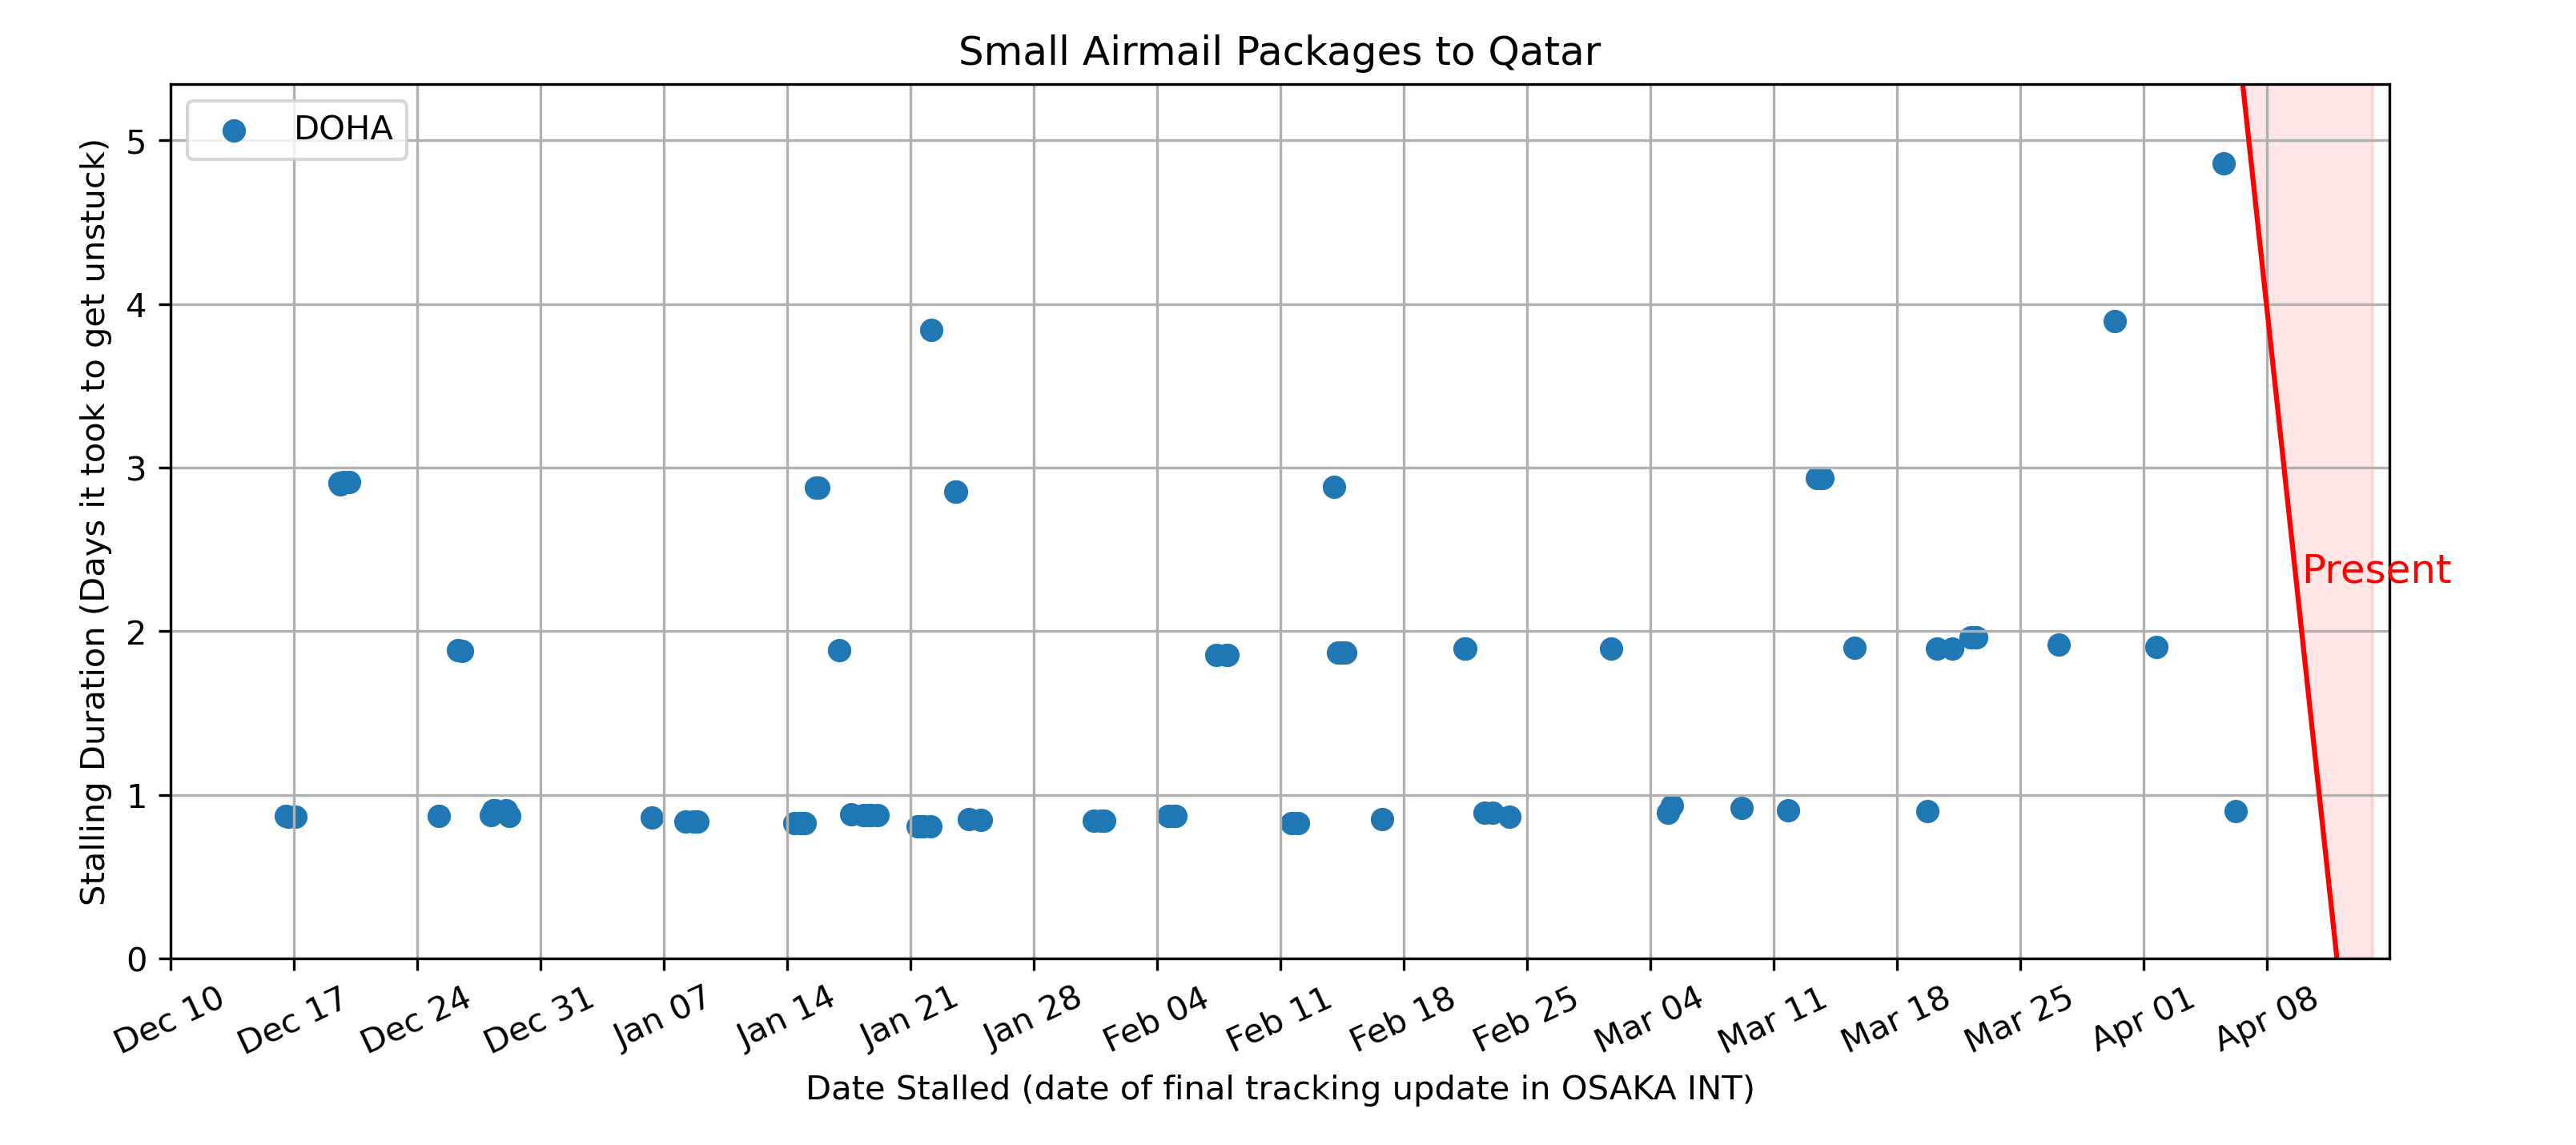 Small Airmail Packages to Qatar
DOHA
Stalling Duration (Days it took to get unstuck)
5
4
3
2
1
0
Present
Dec 10
Dec 17
Dec 24
Dec 31
Jan 07
Jan 14
Jan 21
Jan 28
Feb 04
Feb 11
Feb 18
Feb 25
Mar 04
Mar 11
Mar 18
Mar 25
Apr 01
Apr 08
Date Stalled (date of final tracking update in OSAKA INT)